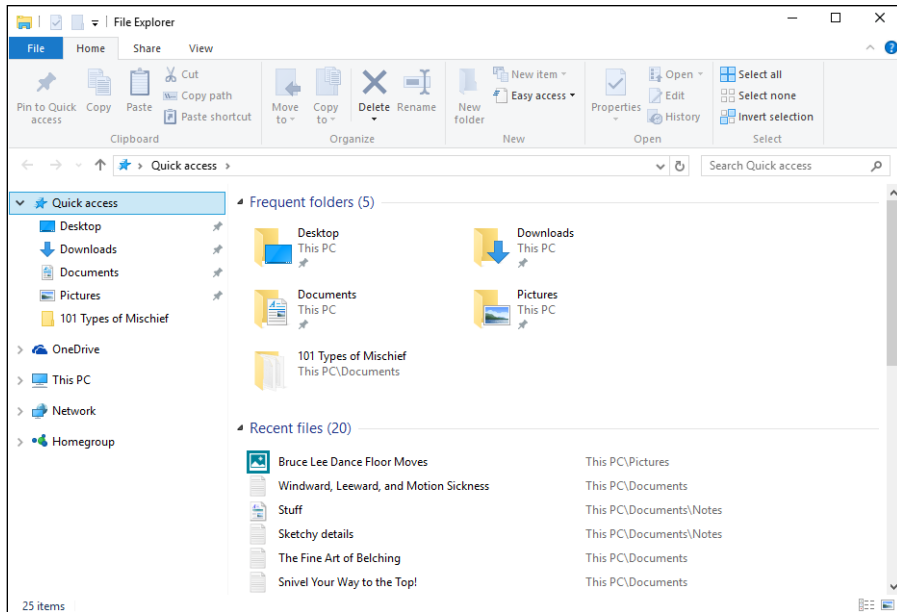 File Explorer
File Home Share View
Pin to Quick access
Copy
Paste
Cut
Copy path
Paste shortcut
Clipboard
Move to
Copy to
Delete
Rename
Organize
New folder
New item
Easy access
New
Properties
Open
Edit
History
Open
Select all
Select none
Invert selection
Select
Quick access
Search Quick access
Quick access
Desktop
Downloads
Documents
Pictures
101 Types of Mischief
OneDrive
This PC
Network
Homegroup
Frequent folders (5)
Desktop
This PC
Downloads
This PC
Documents
This PC
Pictures
This PC
101 Types of Mischief
This PC\Documents
Recent files (20)
Bruce Lee Dance Floor Moves This PC\Pictures
Windward, Leeward, and Motion Sickness This PC\Documents
Stuff This PC\Documents\Notes
Sketchy details This PC\Documents\Notes
The Fine Art of Belching This PC\Documents
Snivel Your Way to the Top! This PC\Documents
25 items